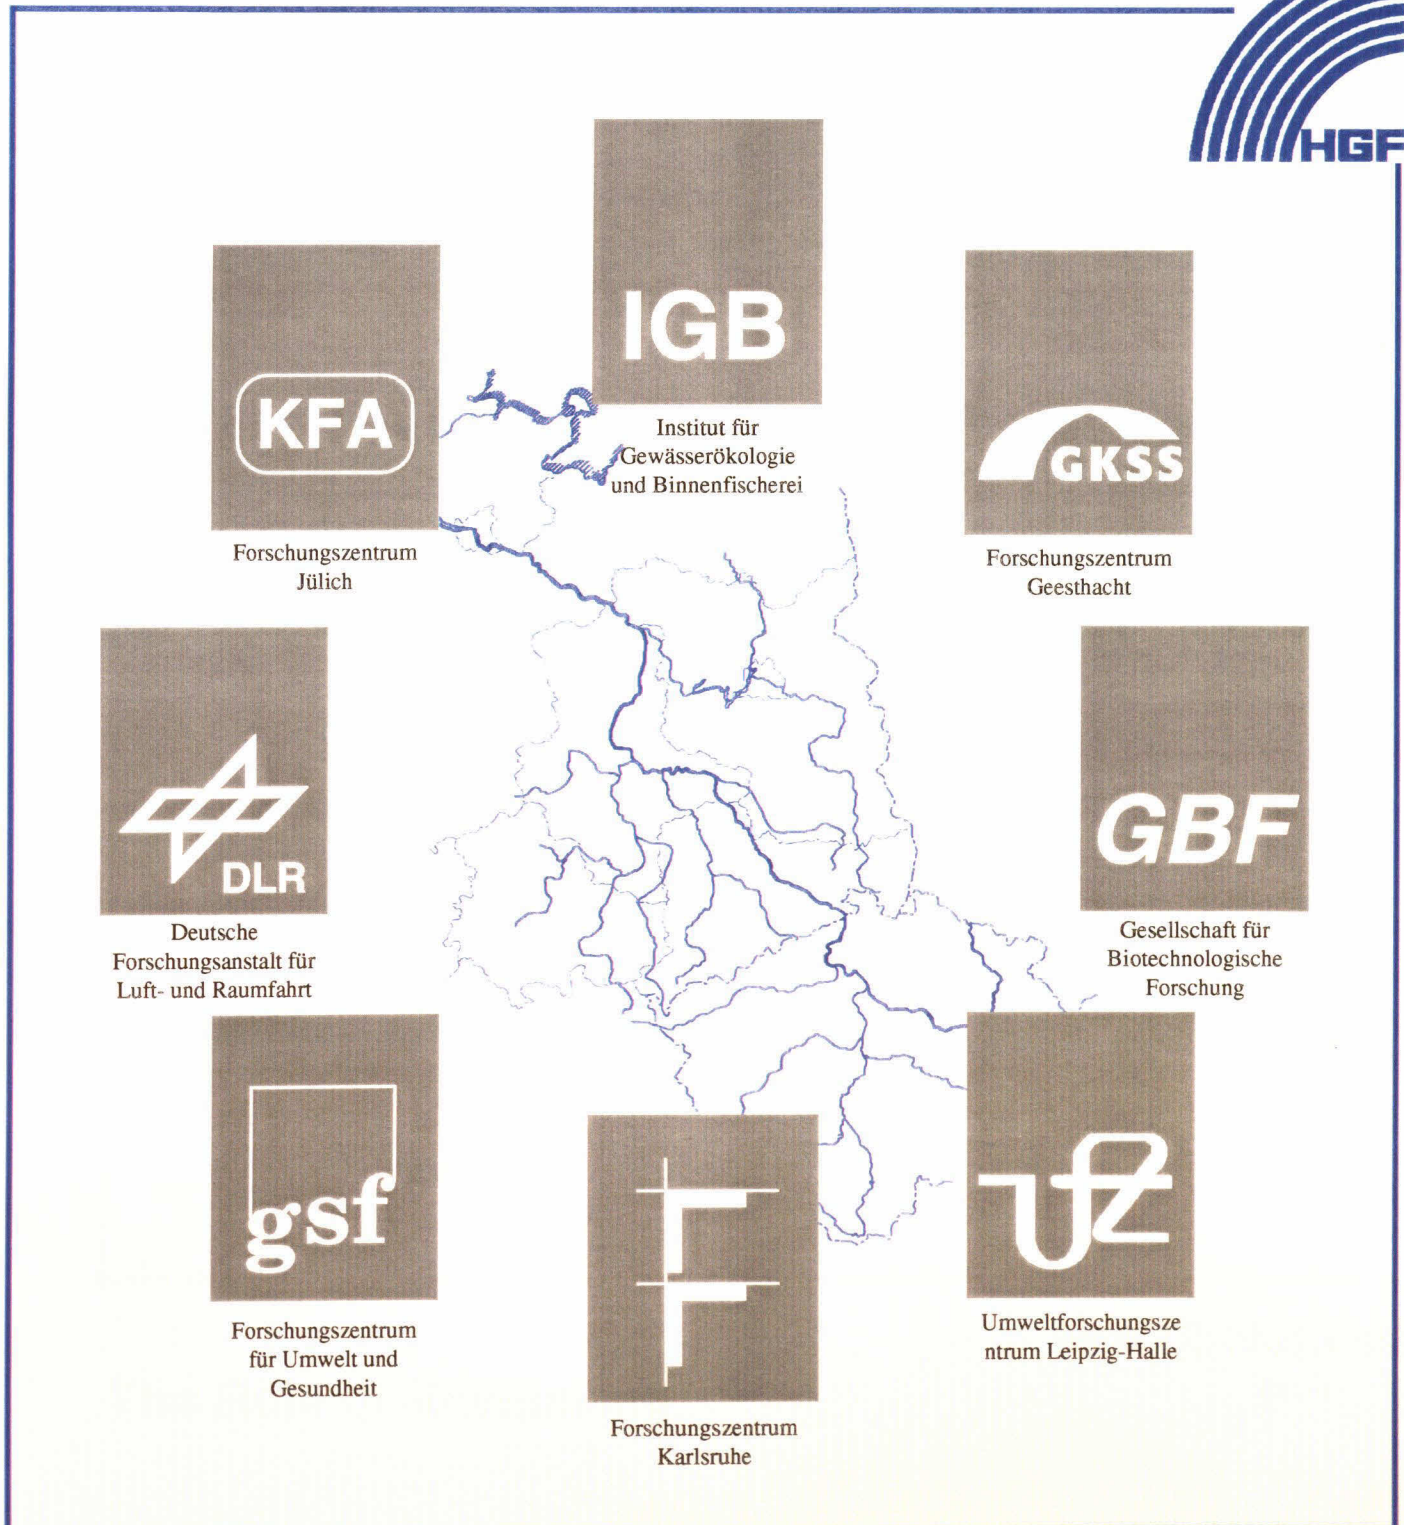 HGF
IGB
Institut für
Gewässerökologie
und Binnenfischerei
KFA
Forschungszentrum
Jülich
GKSS
Forschungszentrum
Geesthacht
DLR
Deutsche
Forschungsanstalt für
Luft- und Raumfahrt
GBF
Gesellschaft für
Biotechnologische
Forschung
gsf
Forschungszentrum
für Umwelt und
Gesundheit
F
F
Forschungszentrum
Karlsruhe
ufz
Umweltforschungsze
ntrum Leipzig-Halle